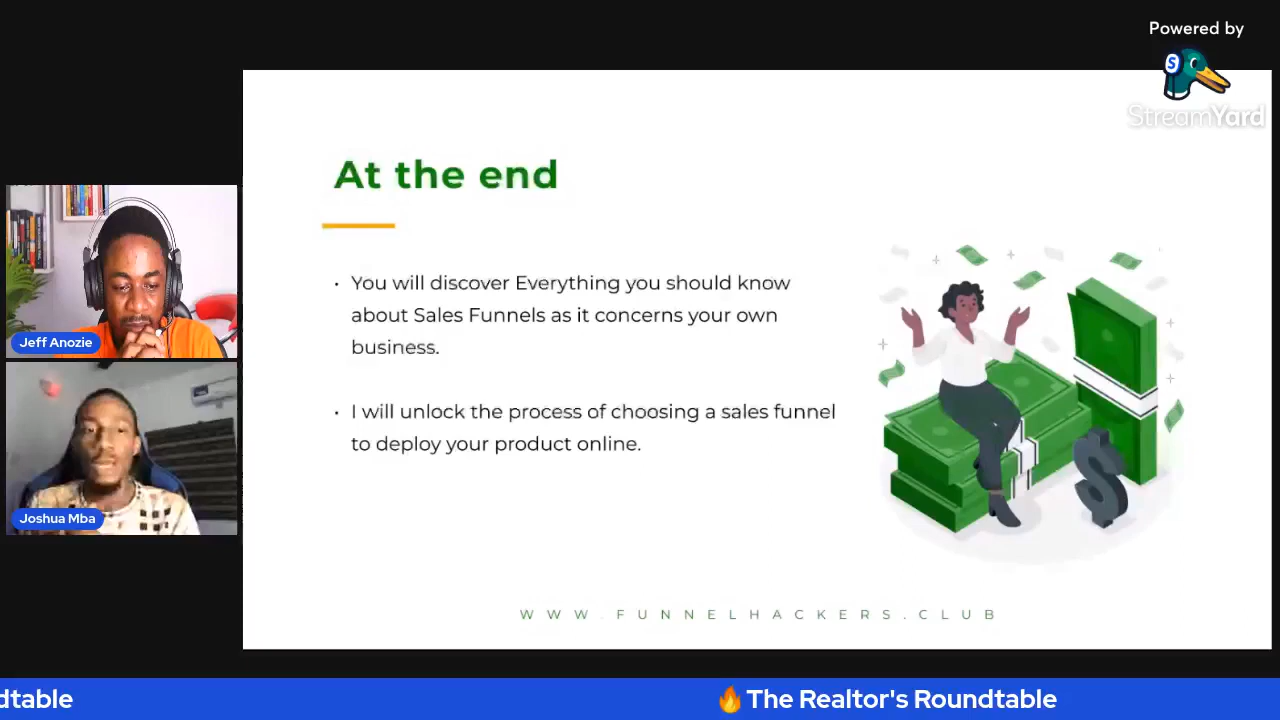 Powered by
StreamYard
At the end
• You will discover Everything you should know
about Sales Funnels as it concerns your own
business.
• I will unlock the process of choosing a sales funnel
to deploy your product online.
WWW.FUNNELHACKERS.CLUB
Jeff Anozie
Joshua Mba
dtable
🔥The Realtor's Roundtable